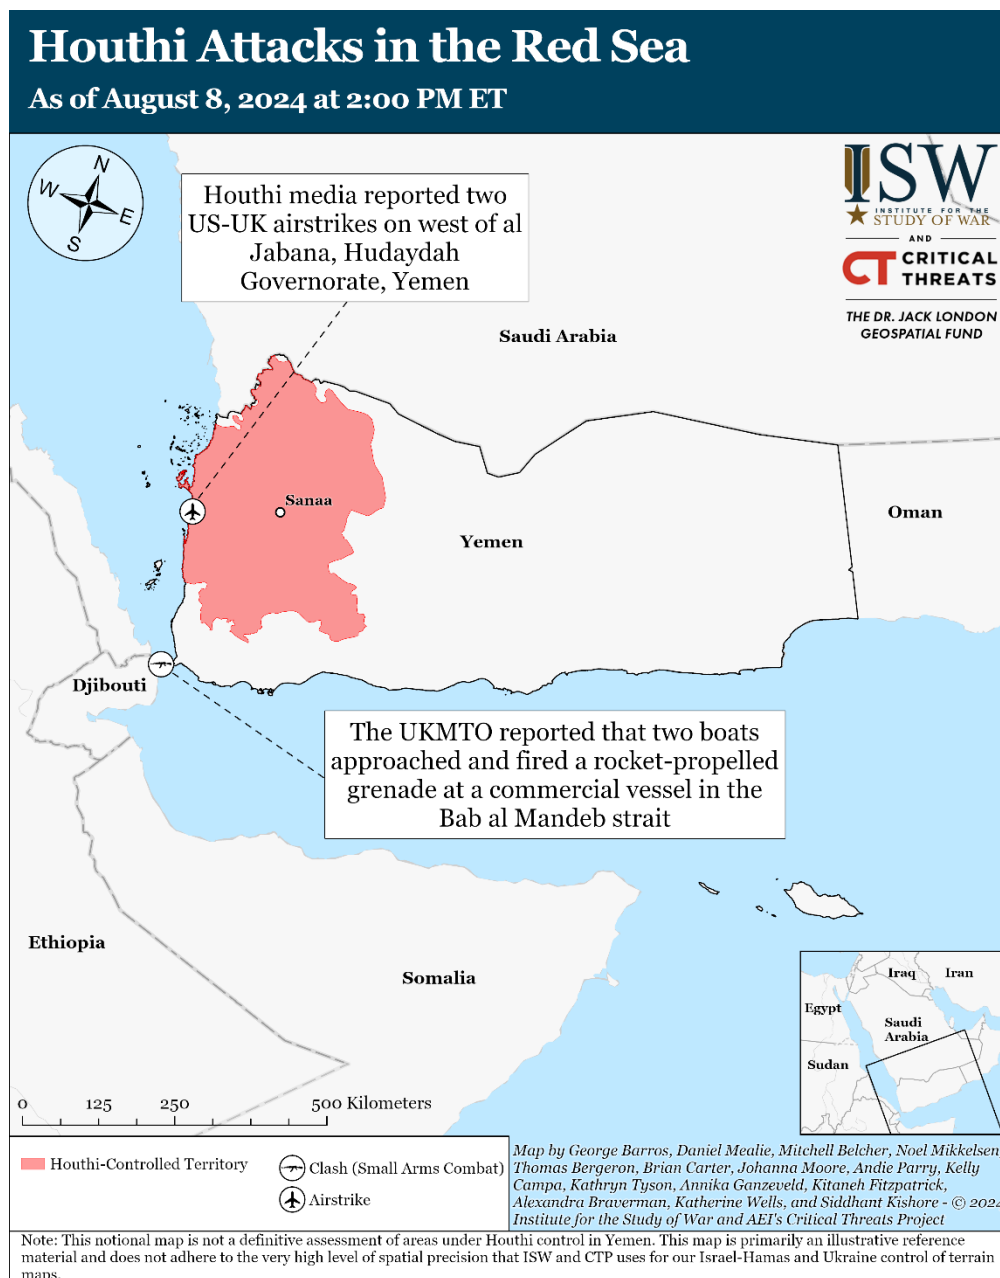 Houthi Attacks in the Red Sea
As of August 8, 2024 at 2:00 PM ET
N
W
E
S
Houthi media reported two
US-UK airstrikes on west of al
Jabana, Hudaydah
Governorate, Yemen
ISW
INSTITUTE FOR THE
STUDY OF WAR
AND
CT CRITICAL
THREATS
THE DR. JACK LONDON
GEOSPATIAL FUND
Saudi Arabia
Sanaa
Oman
Yemen
Djibouti
The UKMTO reported that two boats
approached and fired a rocket-propelled
grenade at a commercial vessel in the
Bab al Mandeb strait
Ethiopia
Somalia
Iraq
Iran
Egypt
Saudi
Arabia
Sudan
0 125 250 500 Kilometers
Houthi-Controlled Territory
Clash (Small Arms Combat)
Airstrike
Map by George Barros, Daniel Mealie, Mitchell Belcher, Noel Mikkelsen,
Thomas Bergeron, Brian Carter, Johanna Moore, Andie Parry, Kelly
Campa, Kathryn Tyson, Annika Ganzeveld, Kitaneh Fitzpatrick,
Alexandra Braverman, Katherine Wells, and Siddhant Kishore - © 2024
Institute for the Study of War and AEI's Critical Threats Project
Note: This notional map is not a definitive assessment of areas under Houthi control in Yemen. This map is primarily an illustrative reference
material and does not adhere to the very high level of spatial precision that ISW and CTP uses for our Israel-Hamas and Ukraine control of terrain
maps.